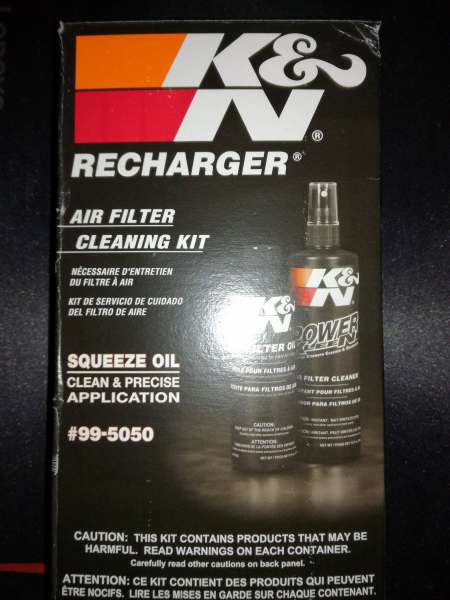 K&N®
RECHARGER®
AIR FILTER
CLEANING KIT
NÉCESSAIRE D'ENTRETIEN
DU FILTRE À AIR
KIT DE SERVICIO DE CUIDADO
DEL FILTRO DE AIRE
SQUEEZE OIL
CLEAN & PRECISE
APPLICATION
#99-5050
K&N
POWER
FILTER CLEANER
K&N
FILTER OIL
CAUTION:
CAUTION: THIS KIT CONTAINS PRODUCTS THAT MAY BE
HARMFUL. READ WARNINGS ON EACH CONTAINER.
Carefully read other cautions on back panel.
ATTENTION: CE KIT CONTIENT DES PRODUITS QUI PEUVENT
ÊTRE NOCIFS. LIRE LES MISES EN GARDE SUR CHAQUE CONTENANT.